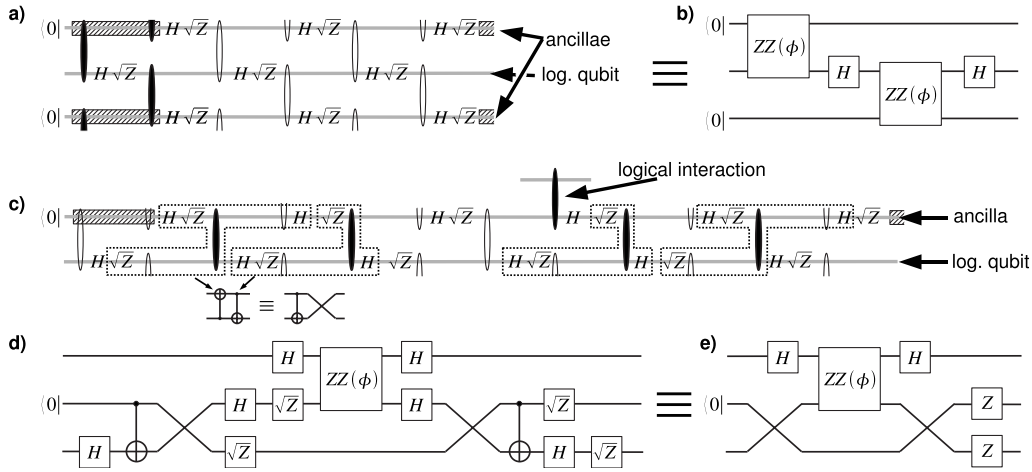 a)
⟨0| H √Z H √Z H √Z ancillae
H √Z H √Z H √Z log. qubit
⟨0| H √Z H √Z H √Z
≡
b)
⟨0|
ZZ(ϕ)
H ZZ(ϕ) H
⟨0|
c)
logical interaction
⟨0| H √Z H √Z H √Z H √Z H √Z H √Z ancilla
H √Z H √Z H √Z H √Z H √Z H √Z log. qubit
≡
d)
H ZZ(ϕ) H
⟨0| H √Z H √Z
H √Z H √Z
≡
e)
H ZZ(ϕ) H
⟨0| Z
Z